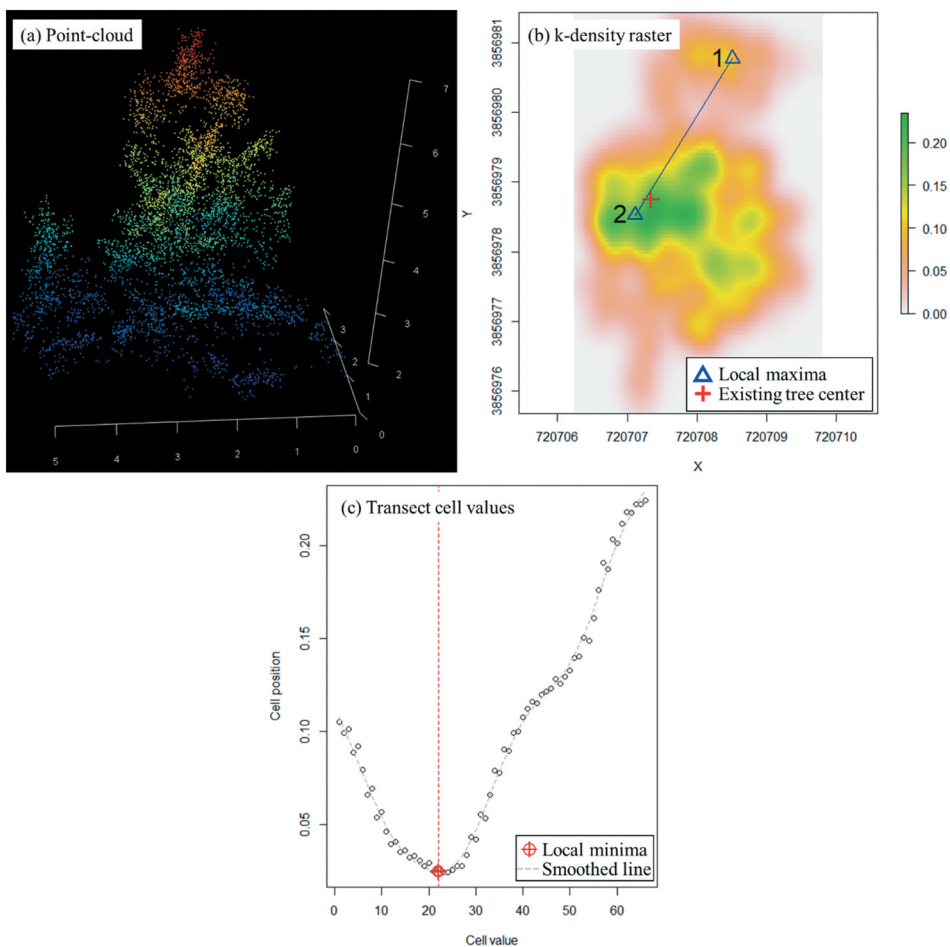 (a) Point-cloud
7
6
5
4
3
2
Y
3
2
1
0
5 4 3 2 1 0
(b) k-density raster
3856981
3856980
3856979
3856978
3856977
3856976
1
2
Local maxima
Existing tree center
720706 720707 720708 720709 720710
X
0.20
0.15
0.10
0.05
0.00
(c) Transect cell values
0.20
0.15
0.10
0.05
Cell position
Local minima
Smoothed line
0 10 20 30 40 50 60
Cell value